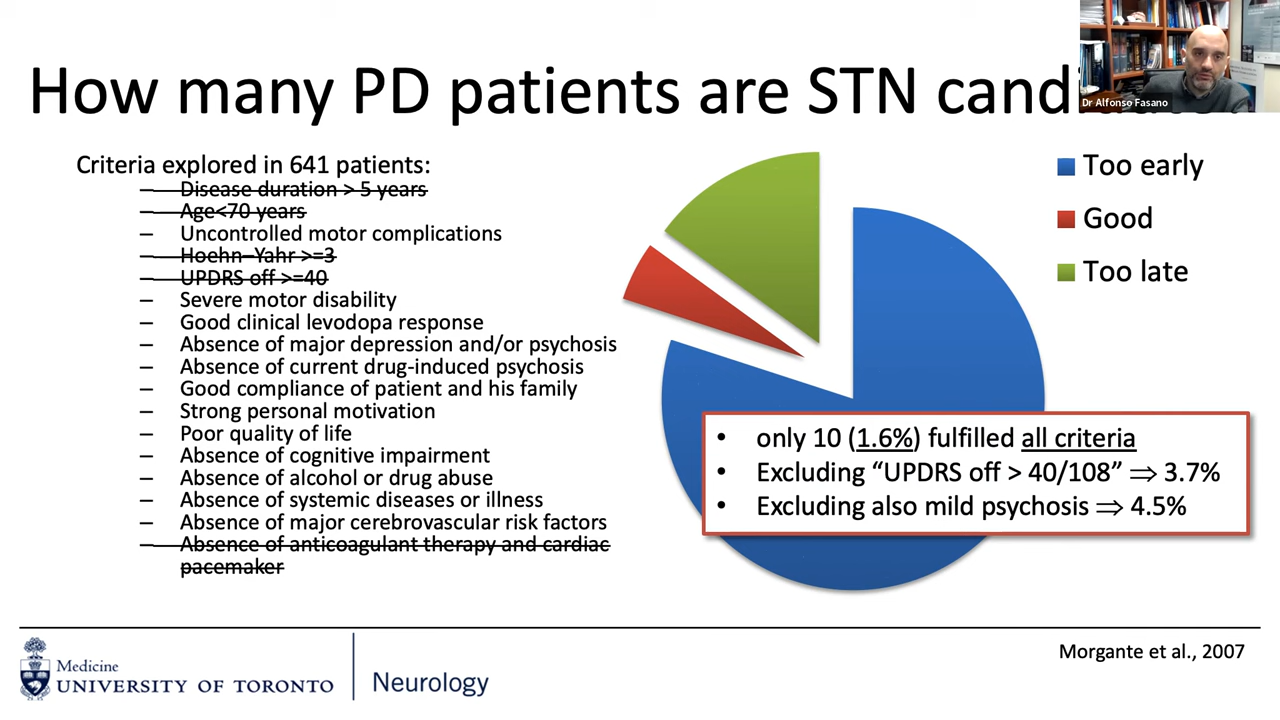 How many PD patients are STN cand
Dr Alfonso Fasano
Criteria explored in 641 patients:
– Disease duration > 5 years
– Age<70 years
– Uncontrolled motor complications
– Hoehn–Yahr >=3
– UPDRS off >=40
– Severe motor disability
– Good clinical levodopa response
– Absence of major depression and/or psychosis
– Absence of current drug-induced psychosis
– Good compliance of patient and his family
– Strong personal motivation
– Poor quality of life
– Absence of cognitive impairment
– Absence of alcohol or drug abuse
– Absence of systemic diseases or illness
– Absence of major cerebrovascular risk factors
– Absence of anticoagulant therapy and cardiac
pacemaker
Too early
Good
Too late
• only 10 (1.6%) fulfilled all criteria
• Excluding “UPDRS off > 40/108” ⇒ 3.7%
• Excluding also mild psychosis ⇒ 4.5%
Morgante et al., 2007
Medicine
UNIVERSITY OF TORONTO
Neurology